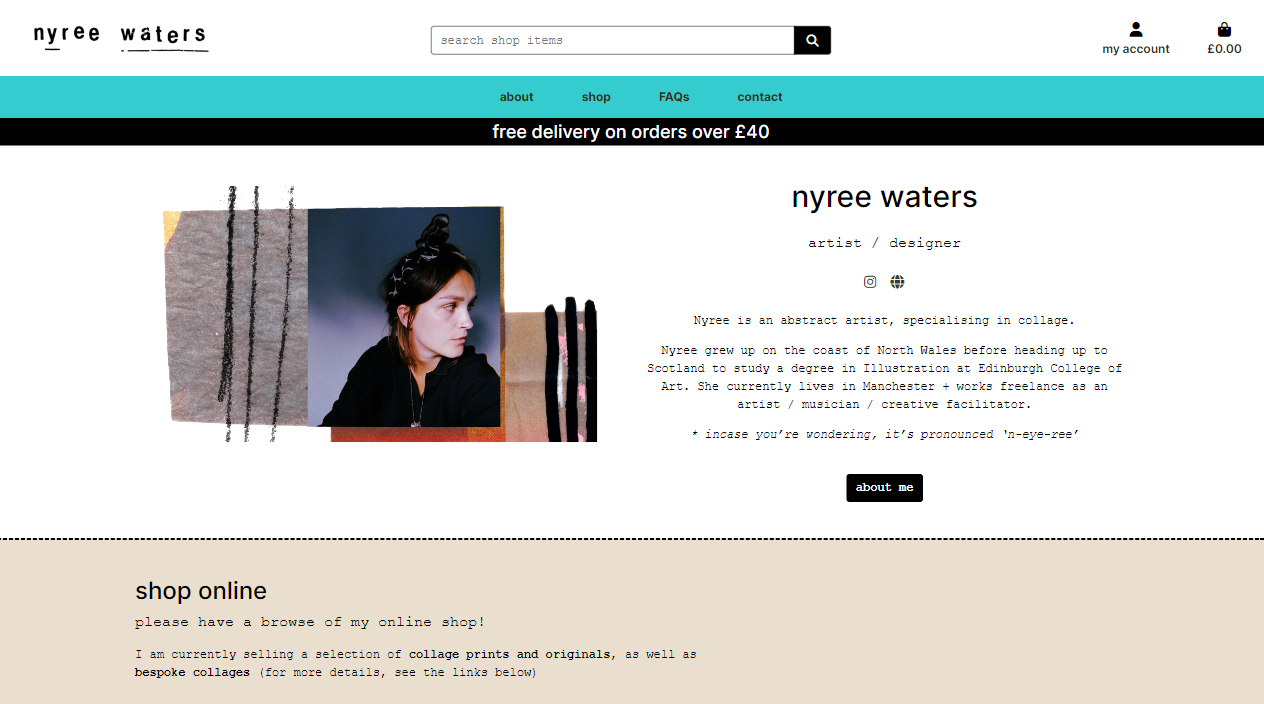 nyree waters
search shop items
my account
£0.00
about
shop
FAQs
contact
free delivery on orders over £40
nyree waters
artist / designer
Nyree is an abstract artist, specialising in collage.
Nyree grew up on the coast of North Wales before heading up to
Scotland to study a degree in Illustration at Edinburgh College of
Art. She currently lives in Manchester + works freelance as an
artist / musician / creative facilitator.
* incase you’re wondering, it’s pronounced ‘n-eye-ree’
about me
shop online
please have a browse of my online shop!
I am currently selling a selection of collage prints and originals, as well as
bespoke collages (for more details, see the links below)